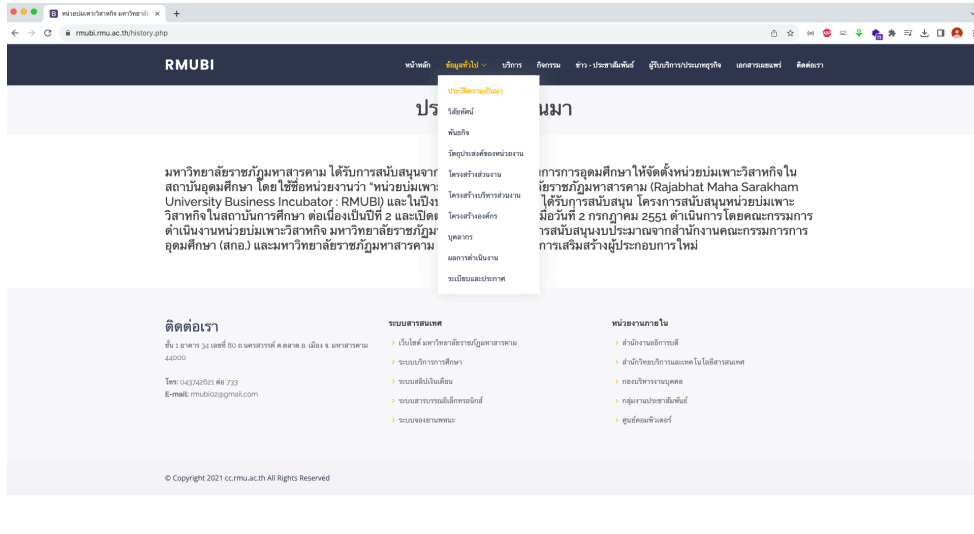 หน่วยบ่มเพาะวิสาหกิจ มหาวิทยาลัย
rmubi.rmu.ac.th/history.php
RMUBI
หน้าหลัก ข้อมูลทั่วไป บริการ กิจกรรม ข่าว - ประชาสัมพันธ์ ผู้รับบริการ/ประเภทธุรกิจ เอกสารเผยแพร่ ติดต่อเรา
ประวัติความเป็นมา
วิสัยทัศน์
พันธกิจ
วัตถุประสงค์ของหน่วยงาน
โครงสร้างส่วนงาน
โครงสร้างบริหารส่วนงาน
โครงสร้างองค์กร
บุคลากร
ผลการดำเนินงาน
ระเบียบและประกาศ
มหาวิทยาลัยราชภัฏมหาสารคาม ได้รับการสนับสนุนจาก มการการอุดมศึกษาให้จัดตั้งหน่วยบ่มเพาะวิสาหกิจใน
สถาบันอุดมศึกษา โดยใช้ชื่อหน่วยงานว่า "หน่วยบ่มเพาะ ัยราชภัฏมหาสารคาม (Rajabhat Maha Sarakham
University Business Incubator : RMUBI) และในปีงบ ได้รับการสนับสนุน โครงการสนับสนุนหน่วยบ่มเพาะ
วิสาหกิจในสถาบันการศึกษา ต่อเนื่องเป็นปีที่ 2 และเปิดต มื่อวันที่ 2 กรกฎาคม 2551 ดำเนินการโดยคณะกรรมการ
ดำเนินงานหน่วยบ่มเพาะวิสาหกิจ มหาวิทยาลัยราชภัฏม ารสนับสนุนงบประมาณจากสำนักงานคณะกรรมการการ
อุดมศึกษา (สกอ.) และมหาวิทยาลัยราชภัฏมหาสารคาม การเสริมสร้างผู้ประกอบการใหม่
ติดต่อเรา
ชั้น 1 อาคาร 34 เลขที่ 80 ถ.นครสวรรค์ ต.ตลาด อ. เมือง จ. มหาสารคาม
44000
โทร: 043742621 ต่อ 733
E-mail: rmubi02@gmail.com
ระบบสารสนเทศ
เว็บไซต์ มหาวิทยาลัยราชภัฏมหาสารคาม
ระบบบริการการศึกษา
ระบบสลิปเงินเดือน
ระบบสารบรรณอิเล็กทรอนิกส์
ระบบจองยานพหนะ
หน่วยงานภายใน
สำนักงานอธิการบดี
สำนักวิทยบริการและเทคโนโลยีสารสนเทศ
กองบริหารงานบุคคล
กลุ่มงานประชาสัมพันธ์
ศูนย์คอมพิวเตอร์
© Copyright 2021 cc.rmu.ac.th All Rights Reserved